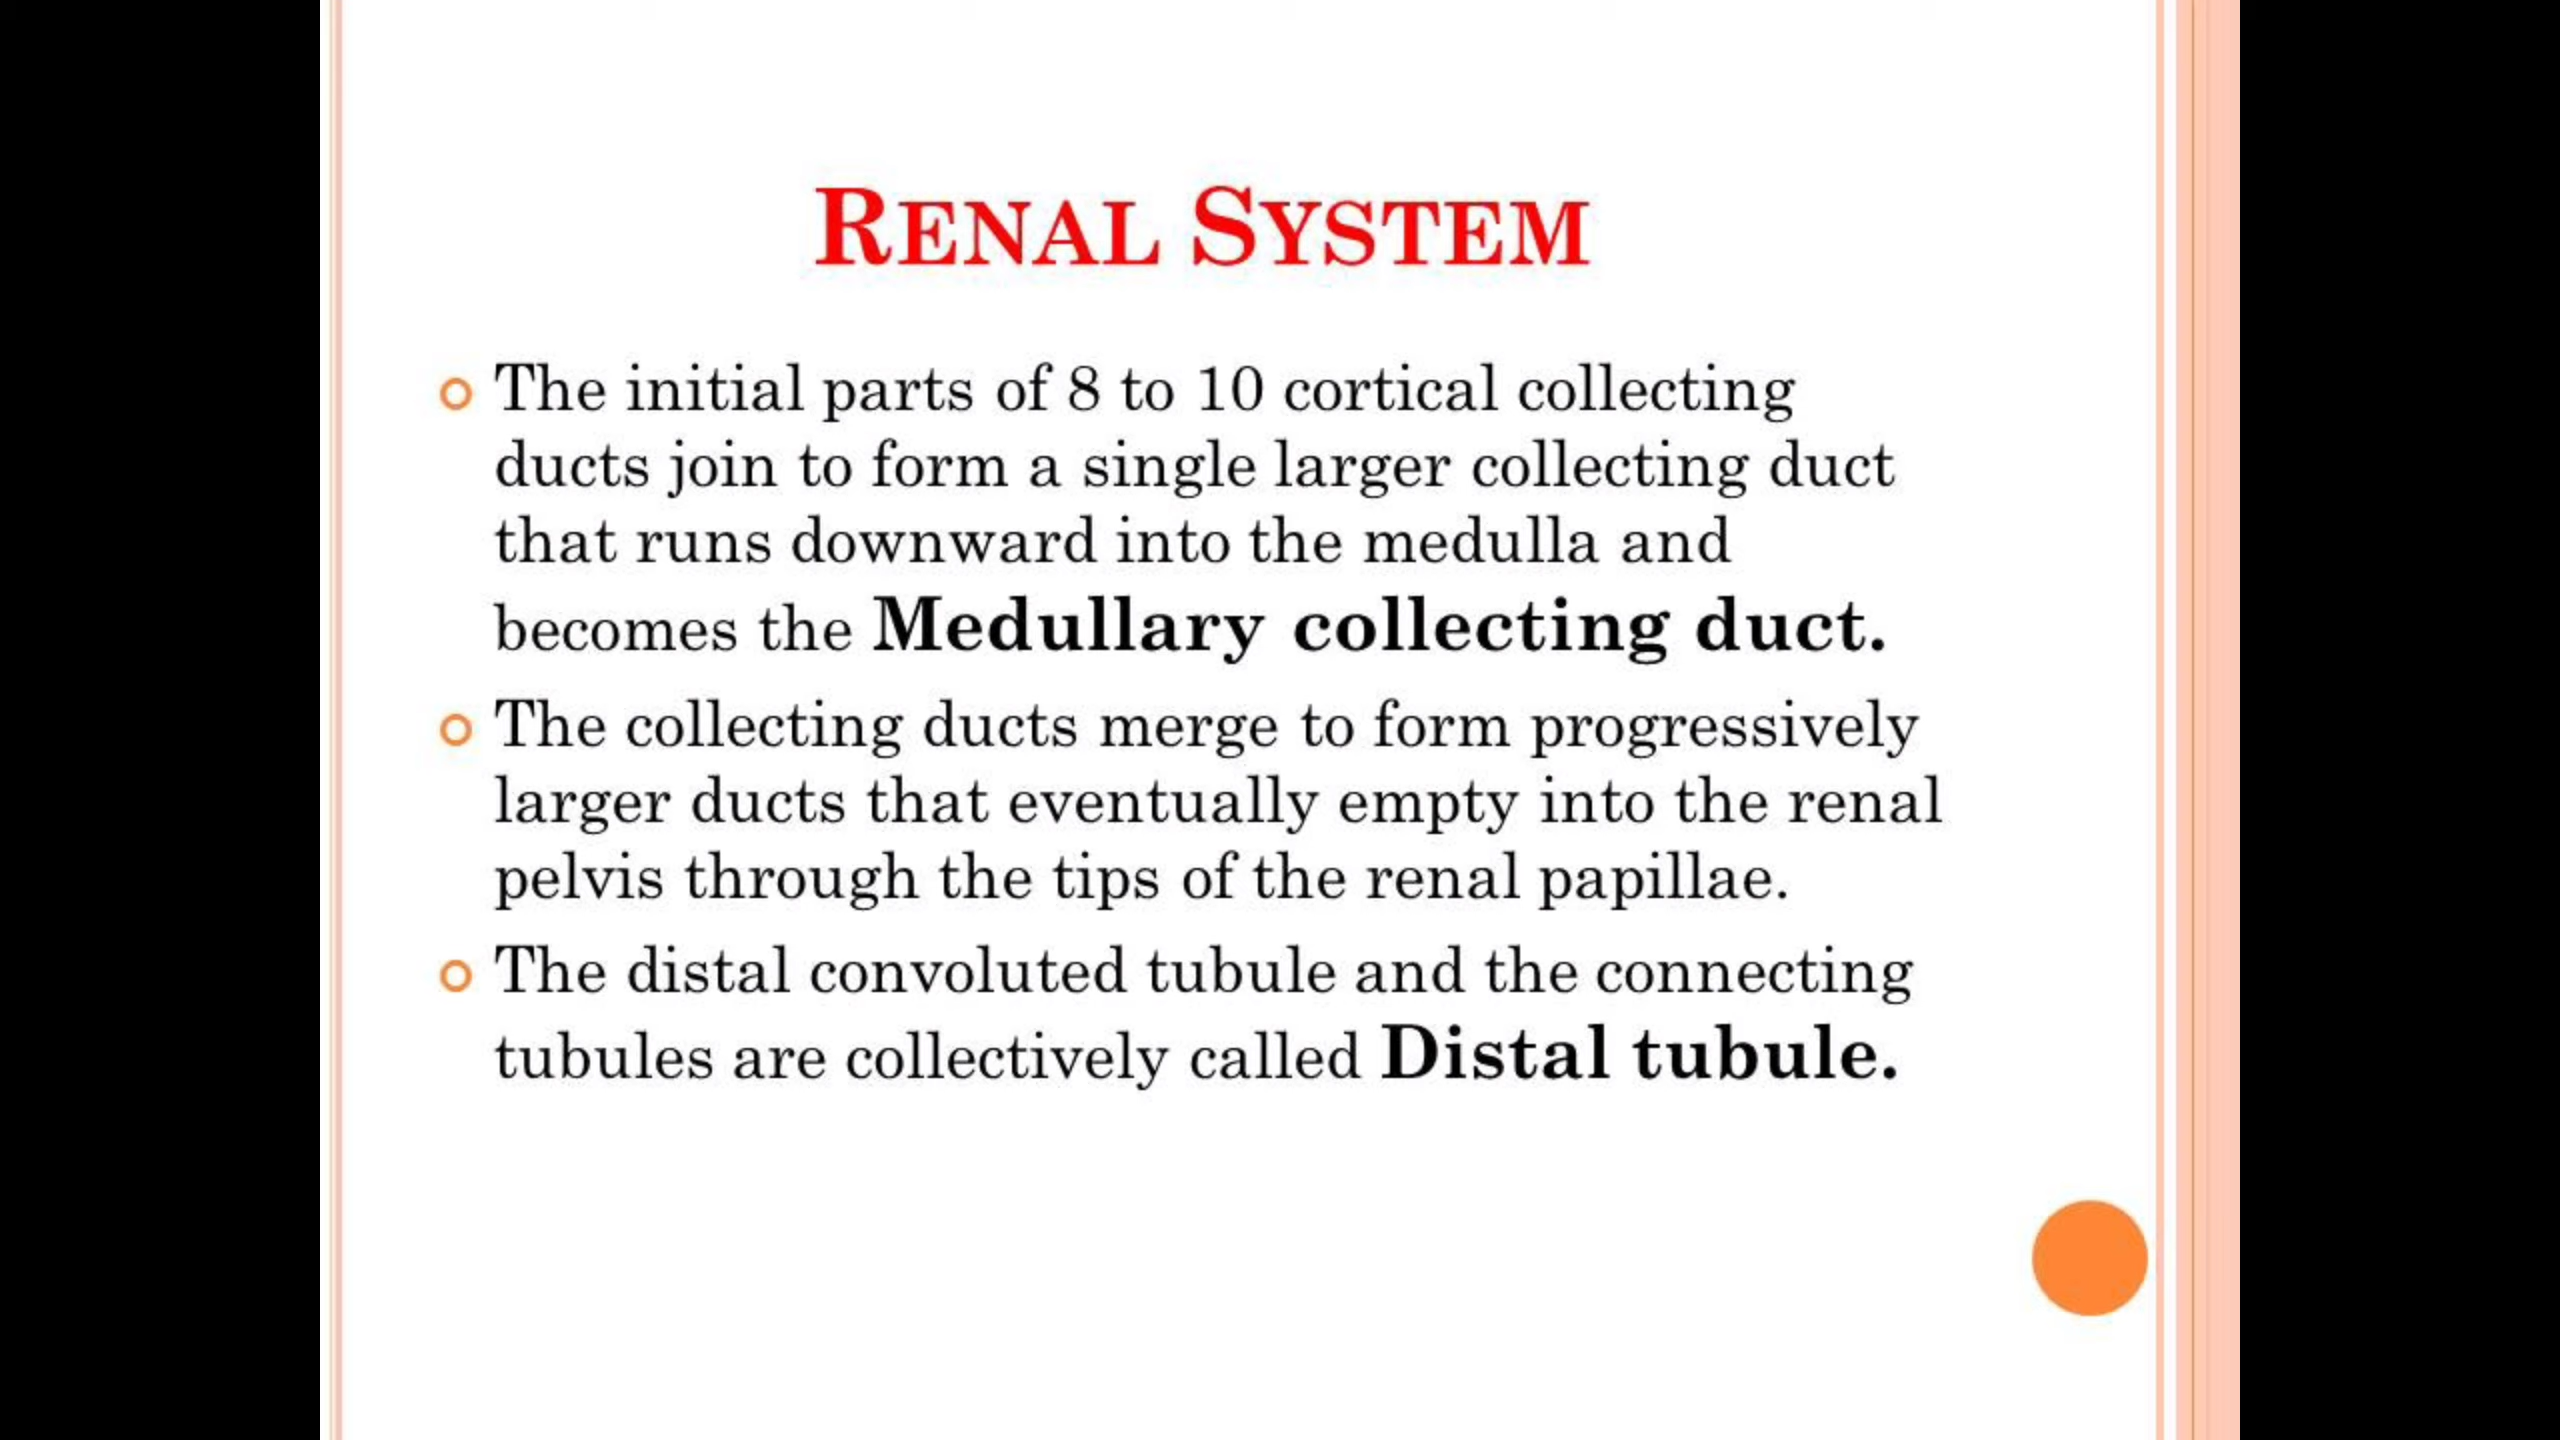 RENAL SYSTEM
The initial parts of 8 to 10 cortical collecting
ducts join to form a single larger collecting duct
that runs downward into the medulla and
becomes the Medullary collecting duct.
The collecting ducts merge to form progressively
larger ducts that eventually empty into the renal
pelvis through the tips of the renal papillae.
The distal convoluted tubule and the connecting
tubules are collectively called Distal tubule.